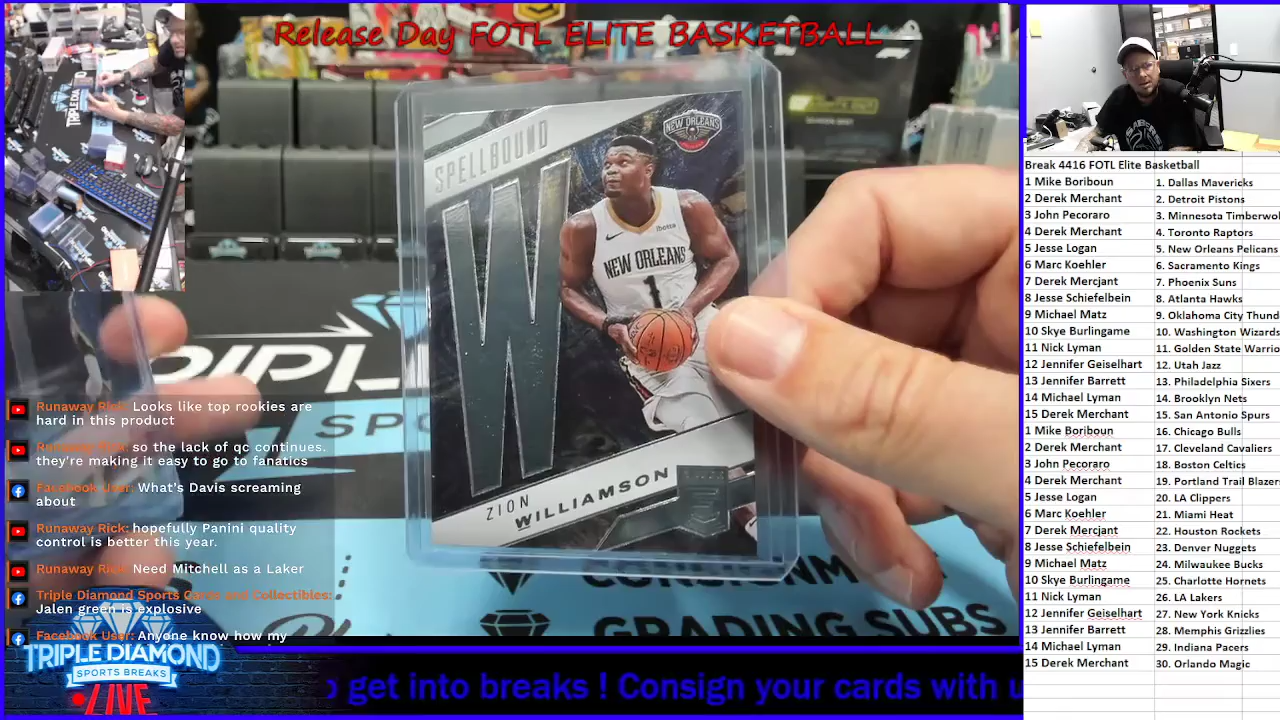 Release Day FOTL ELITE BASKETBALL
SPELLBOUND
NEW ORLEANS
W
ibotta
NEW ORLEANS
1
ZION
WILLIAMSON
TRIPLE DIA
TRIPL
SPO
CONSIGNM
GRADING SUBS
Runaway Rick: Looks like top rookies are
hard in this product
so the lack of qc continues.
they're making it easy to go to fanatics
Facebook User: What's Davis screaming
about
Runaway Rick: hopefully Panini quality
control is better this year.
Runaway Rick: Need Mitchell as a Laker
Triple Diamond Sports Cards and Collectibles:
Jalen green is explosive
Facebook User: Anyone know how my
TRIPLE DIAMOND
SPORTS BREAKS
LIVE
o get into breaks ! Consign your cards with u
Break4416 FOTL Elite Basketball
1 Mike Boriboun 1. Dallas Mavericks
2 Derek Merchant 2. Detroit Pistons
3 John Pecoraro 3. Minnesota Timberwo
4 Derek Merchant 4. Toronto Raptors
5 Jesse Logan 5. New Orleans Pelicans
6 Marc Koehler 6. Sacramento Kings
7 Derek Mercjant 7. Phoenix Suns
8 Jesse Schiefelbein 8. Atlanta Hawks
9 Michael Matz 9. Oklahoma City Thund
10 Skye Burlingame 10. Washington Wizards
11 Nick Lyman 11. Golden State Warrio
12 Jennifer Geiselhart 12. Utah Jazz
13 Jennifer Barrett 13. Philadelphia Sixers
14 Michael Lyman 14. Brooklyn Nets
15 Derek Merchant 15. San Antonio Spurs
1 Mike Boriboun 16. Chicago Bulls
2 Derek Merchant 17. Cleveland Cavaliers
3 John Pecoraro 18. Boston Celtics
4 Derek Merchant 19. Portland Trail Blazer
5 Jesse Logan 20. LA Clippers
6 Marc Koehler 21. Miami Heat
7 Derek Mercjant 22. Houston Rockets
8 Jesse Schiefelbein 23. Denver Nuggets
9 Michael Matz 24. Milwaukee Bucks
10 Skye Burlingame 25. Charlotte Hornets
11 Nick Lyman 26. LA Lakers
12 Jennifer Geiselhart 27. New York Knicks
13 Jennifer Barrett 28. Memphis Grizzlies
14 Michael Lyman 29. Indiana Pacers
15 Derek Merchant 30. Orlando Magic